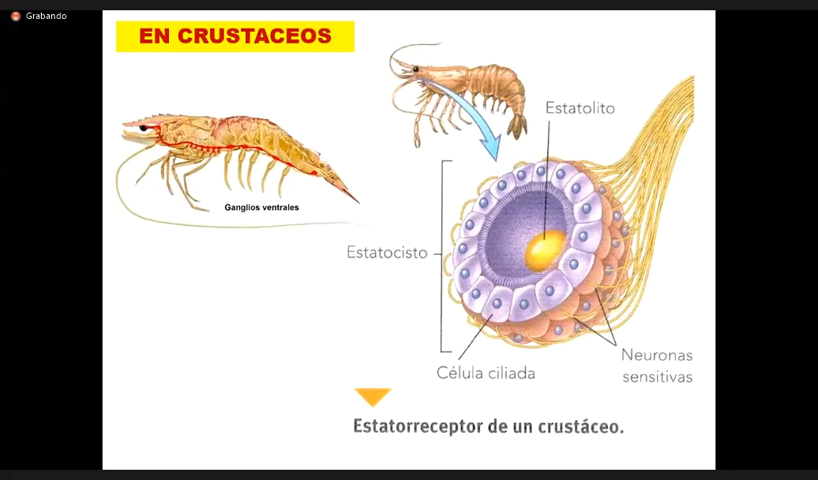 Grabando
EN CRUSTACEOS
Estatolito
Ganglios ventrales
Estatocisto
Neuronas
sensitivas
Célula ciliada
Estatorreceptor de un crustáceo.